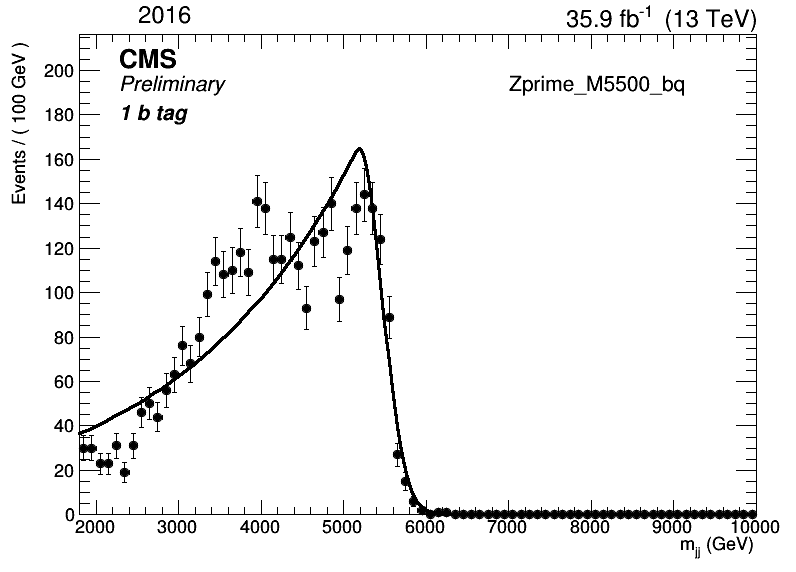 2016
35.9 fb⁻¹ (13 TeV)
CMS
Preliminary
1 b tag
Zprime_M5500_bq
Events / ( 100 GeV )
200
180
160
140
120
100
80
60
40
20
0
2000 3000 4000 5000 6000 7000 8000 9000 10000
m_jj (GeV)